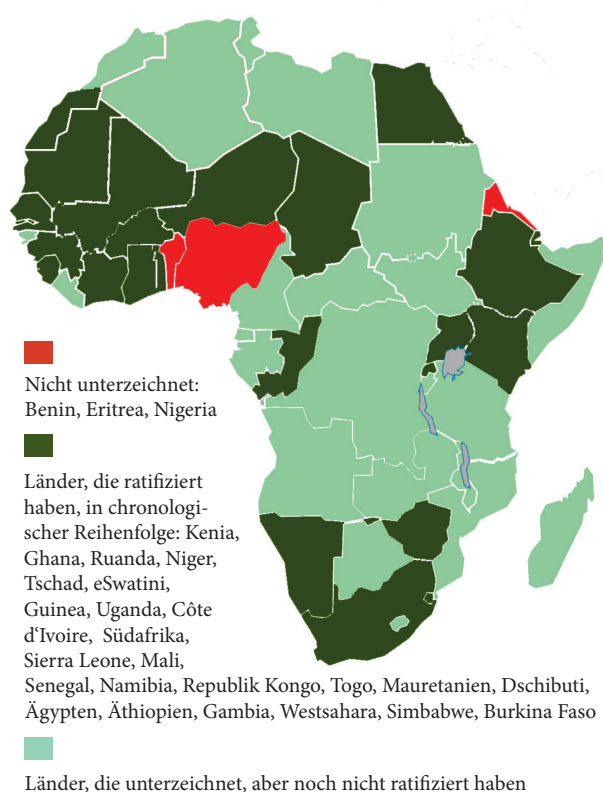 Nicht unterzeichnet:
Benin, Eritrea, Nigeria
Länder, die ratifiziert
haben, in chronologi-
scher Reihenfolge: Kenia,
Ghana, Ruanda, Niger,
Tschad, eSwatini,
Guinea, Uganda, Côte
d‘Ivoire, Südafrika,
Sierra Leone, Mali,
Senegal, Namibia, Republik Kongo, Togo, Mauretanien, Dschibuti,
Ägypten, Äthiopien, Gambia, Westsahara, Simbabwe, Burkina Faso
Länder, die unterzeichnet, aber noch nicht ratifiziert haben